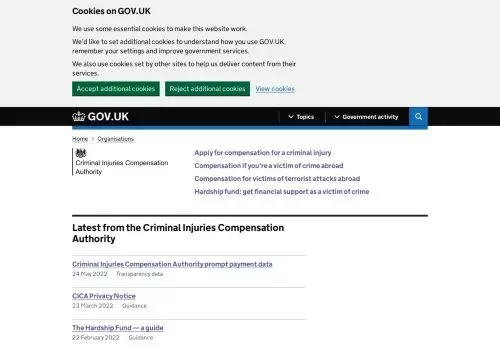 Cookies on GOV.UK
We use some essential cookies to make this website work.
We'd like to set additional cookies to understand how you use GOV.UK,
remember your settings and improve government services.
We also use cookies set by other sites to help us deliver content from their
services.
Accept additional cookies
Reject additional cookies
View cookies
GOV.UK
Topics
Government activity
Home > Organisations
Criminal Injuries Compensation
Authority
Apply for compensation for a criminal injury
Compensation if you're a victim of crime abroad
Compensation for victims of terrorist attacks abroad
Hardship fund: get financial support as a victim of crime
Latest from the Criminal Injuries Compensation
Authority
Criminal Injuries Compensation Authority prompt payment data
24 May 2022 Transparency data
CICA Privacy Notice
23 March 2022 Guidance
The Hardship Fund — a guide
22 February 2022 Guidance